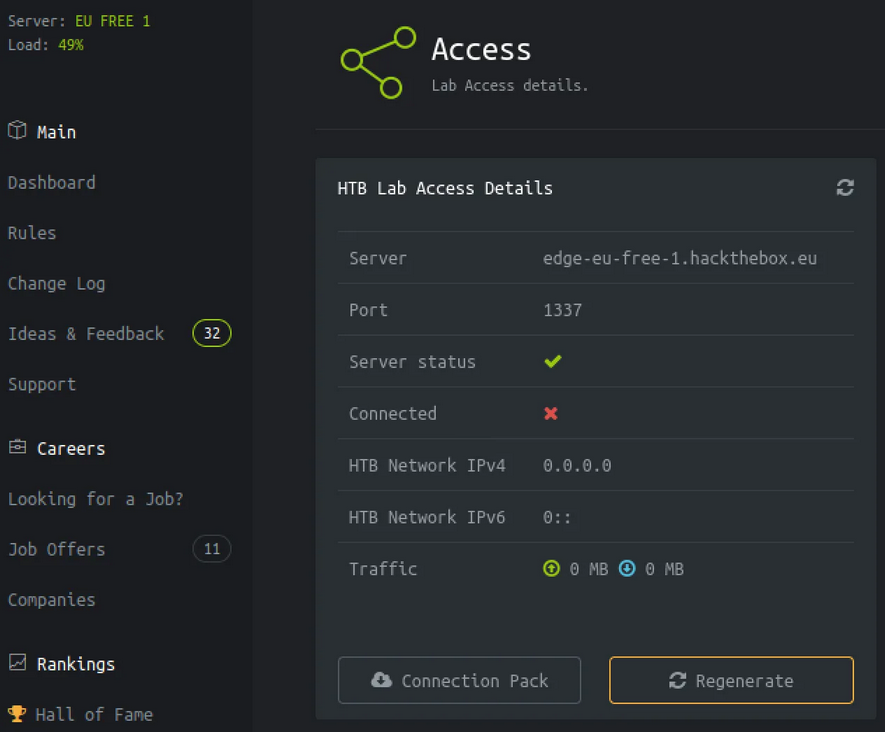 Server: EU FREE 1
Load: 49%
Main
Dashboard
Rules
Change Log
Ideas & Feedback 32
Support
Careers
Looking for a Job?
Job Offers 11
Companies
Rankings
Hall of Fame
Access
Lab Access details.
HTB Lab Access Details
Server edge-eu-free-1.hackthebox.eu
Port 1337
Server status
Connected
HTB Network IPv4 0.0.0.0
HTB Network IPv6 0::
Traffic 0 MB 0 MB
Connection Pack Regenerate